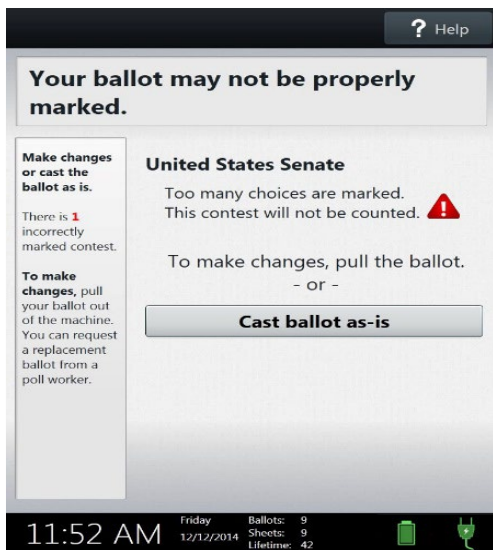 ? Help
Your ballot may not be properly
marked.
Make changes
or cast the
ballot as is.
There is 1
incorrectly
marked contest.
To make
changes, pull
your ballot out
of the machine.
You can request
a replacement
ballot from a
poll worker.
United States Senate
Too many choices are marked.
This contest will not be counted.
To make changes, pull the ballot.
- or -
Cast ballot as-is
11:52 AM
Friday
12/12/2014
Ballots: 9
Sheets: 9
Lifetime: 42